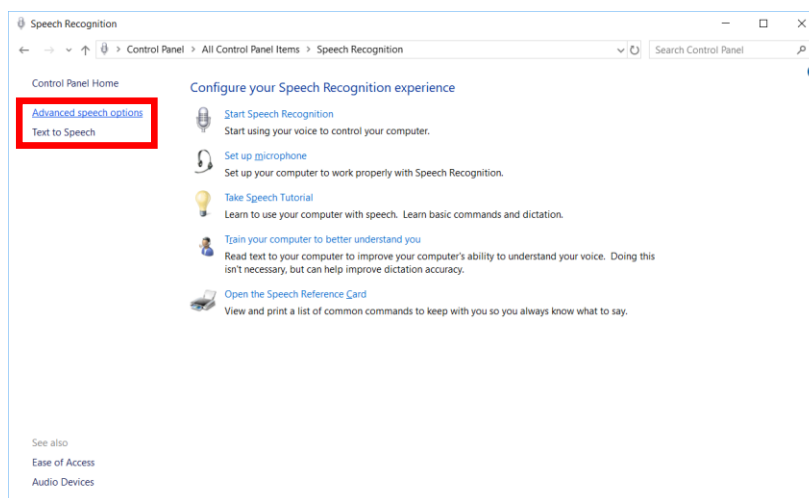 Speech Recognition
Control Panel > All Control Panel Items > Speech Recognition
Search Control Panel
Control Panel Home
Advanced speech options
Text to Speech
Configure your Speech Recognition experience
Start Speech Recognition
Start using your voice to control your computer.
Set up microphone
Set up your computer to work properly with Speech Recognition.
Take Speech Tutorial
Learn to use your computer with speech. Learn basic commands and dictation.
Train your computer to better understand you
Read text to your computer to improve your computer's ability to understand your voice. Doing this
isn't necessary, but can help improve dictation accuracy.
Open the Speech Reference Card
View and print a list of common commands to keep with you so you always know what to say.
See also
Ease of Access
Audio Devices